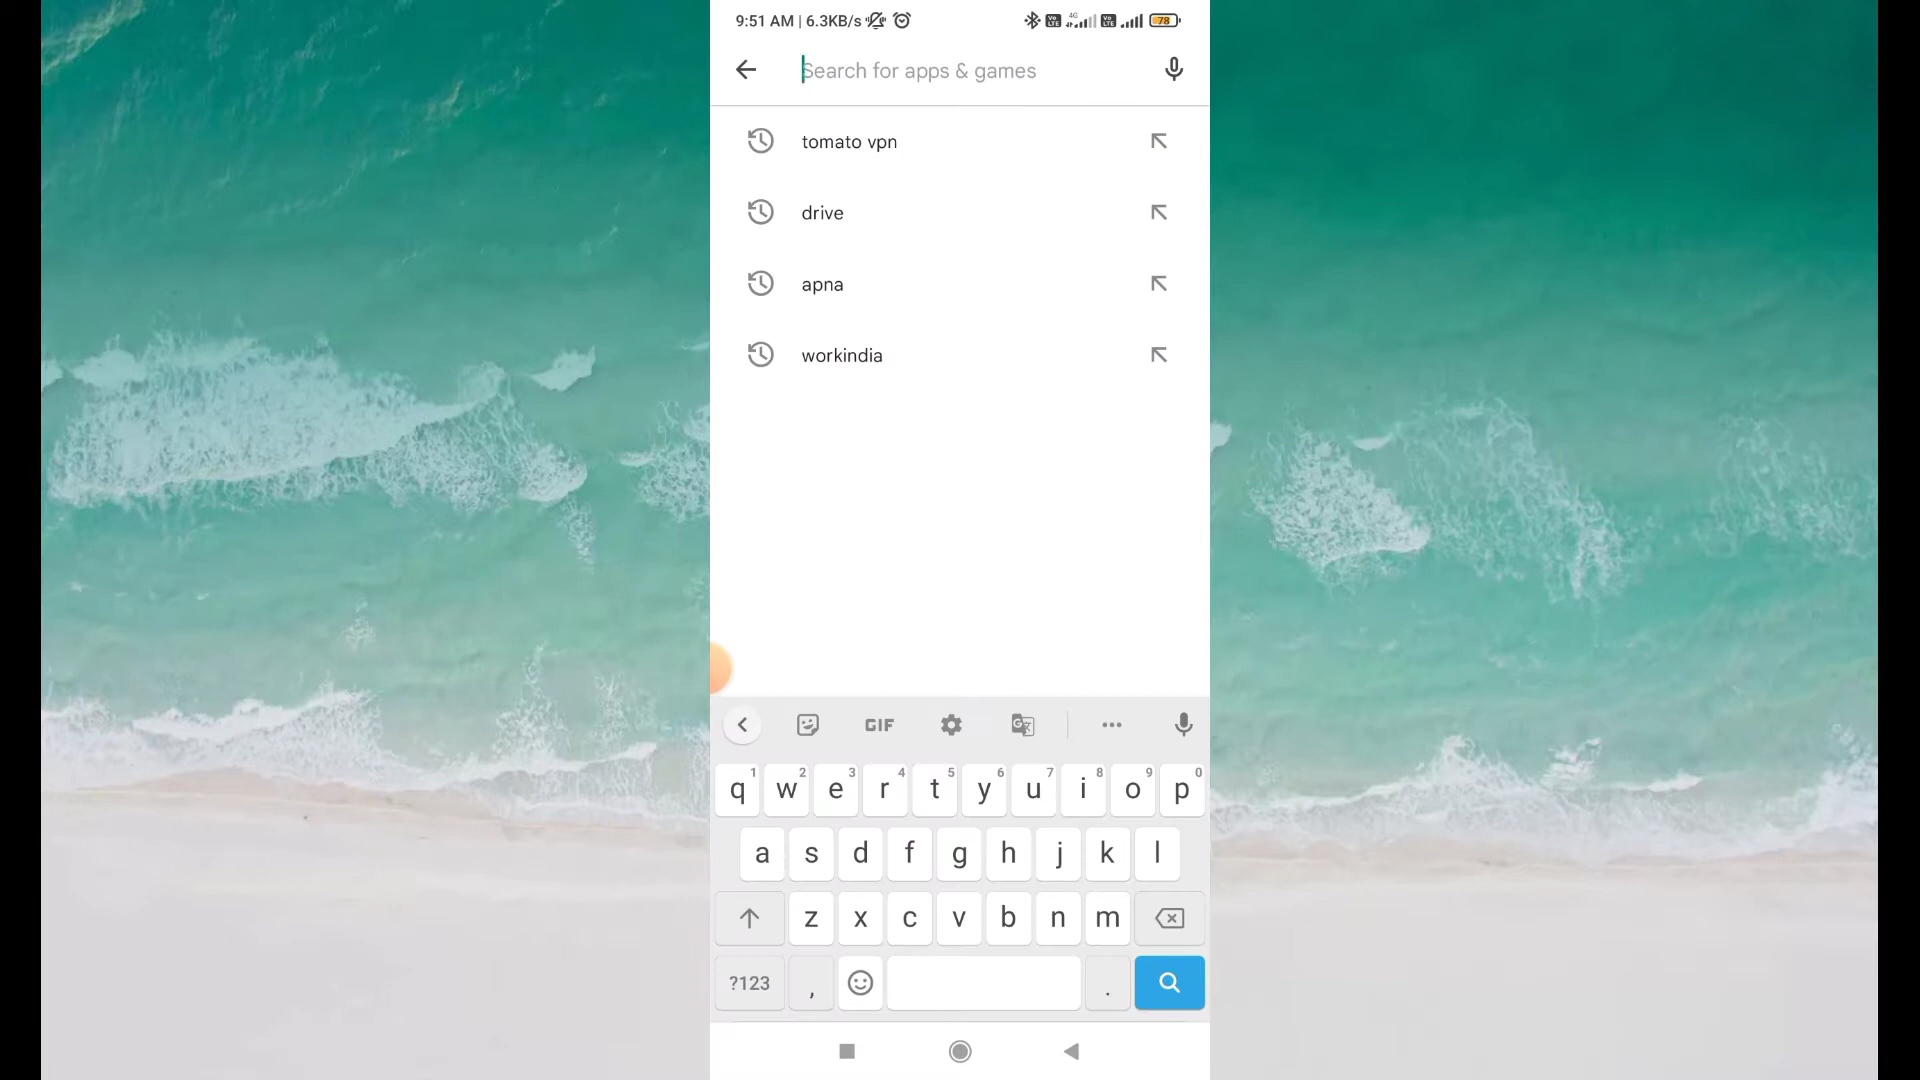 9:51 AM | 6.3KB/s
4G
78
Search for apps & games
tomato vpn
drive
apna
workindia
GIF
1 2 3 4 5 6 7 8 9 0
q w e r t y u i o p
a s d f g h j k l
z x c v b n m
?123 , .